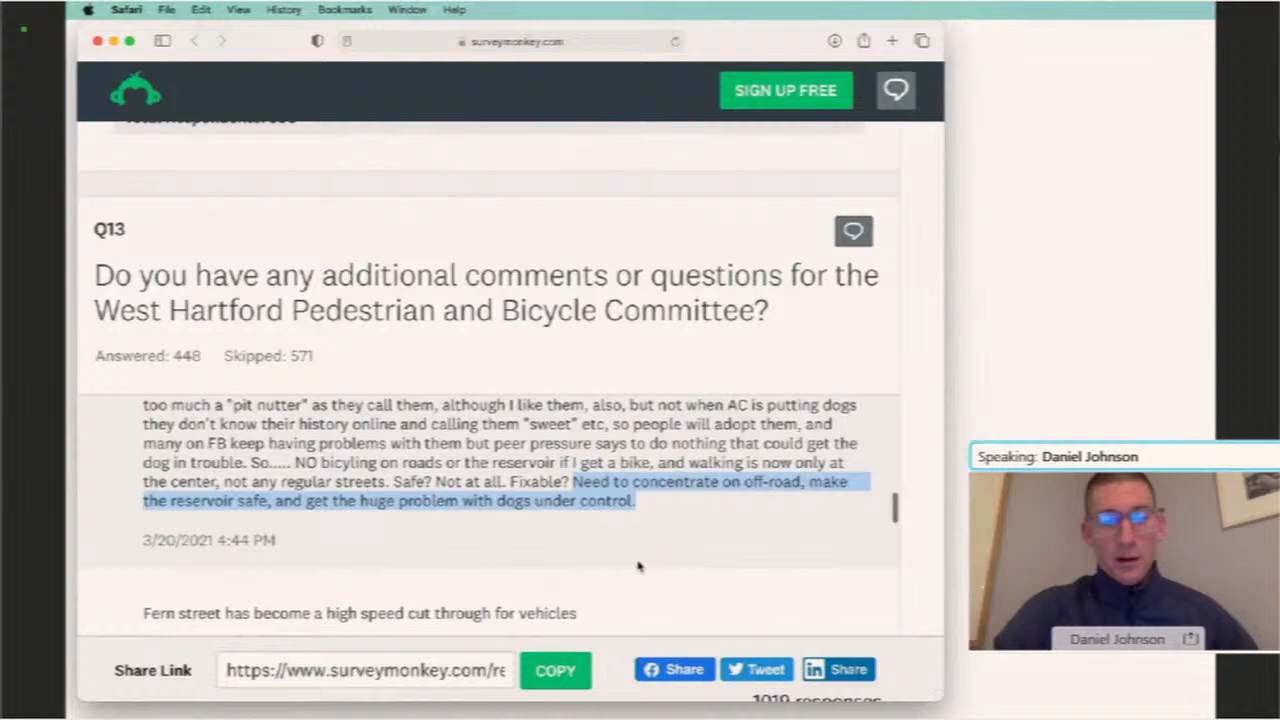 Safari File Edit View History Bookmarks Window Help
surveymonkey.com
SIGN UP FREE
Q13
Do you have any additional comments or questions for the
West Hartford Pedestrian and Bicycle Committee?
Answered: 448 Skipped: 571
too much a "pit nutter" as they call them, although I like them, also, but not when AC is putting dogs
they don't know their history online and calling them "sweet" etc, so people will adopt them, and
many on FB keep having problems with them but peer pressure says to do nothing that could get the
dog in trouble. So..... NO bicyling on roads or the reservoir if I get a bike, and walking is now only at
the center, not any regular streets. Safe? Not at all. Fixable? Need to concentrate on off-road, make
the reservoir safe, and get the huge problem with dogs under control.
3/20/2021 4:44 PM
Fern street has become a high speed cut through for vehicles
Share Link https://www.surveymonkey.com/re COPY Share Tweet in Share
1019 responses
Speaking: Daniel Johnson
Daniel Johnson